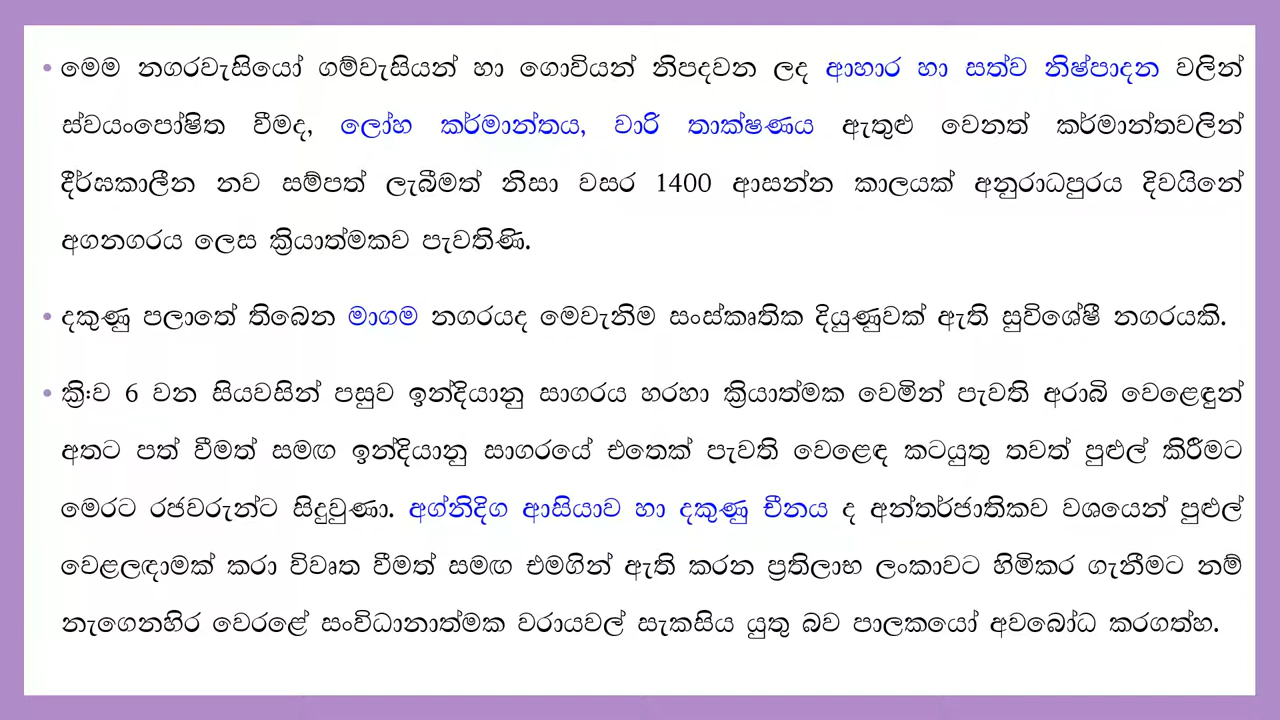 • මෙම නගරවැසියෝ ගම්වැසියන් හා ගොවියන් නිපදවන ලද ආහාර හා සත්ව නිෂ්පාදන වලින්
ස්වයංපෝෂිත වීමද, ලෝහ කර්මාන්තය, වාරි තාක්ෂණය ඇතුළු වෙනත් කර්මාන්තවලින්
දීර්ඝකාලීන නව සම්පත් ලැබීමත් නිසා වසර 1400 ආසන්න කාලයක් අනුරාධපුරය දිවයිනේ
අගනගරය ලෙස ක්‍රියාත්මකව පැවතිණි.
• දකුණු පලාතේ තිබෙන මාගම නගරයද මෙවැනිම සංස්කෘතික දියුණුවක් ඇති සුවිශේෂී නගරයකි.
• ක්‍රි:ව 6 වන සියවසින් පසුව ඉන්දියානු සාගරය හරහා ක්‍රියාත්මක වෙමින් පැවති අරාබි වෙළෙඳුන්
අතට පත් වීමත් සමඟ ඉන්දියානු සාගරයේ එතෙක් පැවති වෙළෙඳ කටයුතු තවත් පුළුල් කිරීමට
මෙරට රජවරුන්ට සිදුවුණා. අග්නිදිග ආසියාව හා දකුණු චීනය ද අන්තර්ජාතිකව වශයෙන් පුළුල්
වෙළලඳාමක් කරා විවෘත වීමත් සමඟ එමගින් ඇති කරන ප්‍රතිලාභ ලංකාවට හිමිකර ගැනීමට නම්
නැගෙනහිර වෙරළේ සංවිධානාත්මක වරායවල් සැකසිය යුතු බව පාලකයෝ අවබෝධ කරගත්හ.